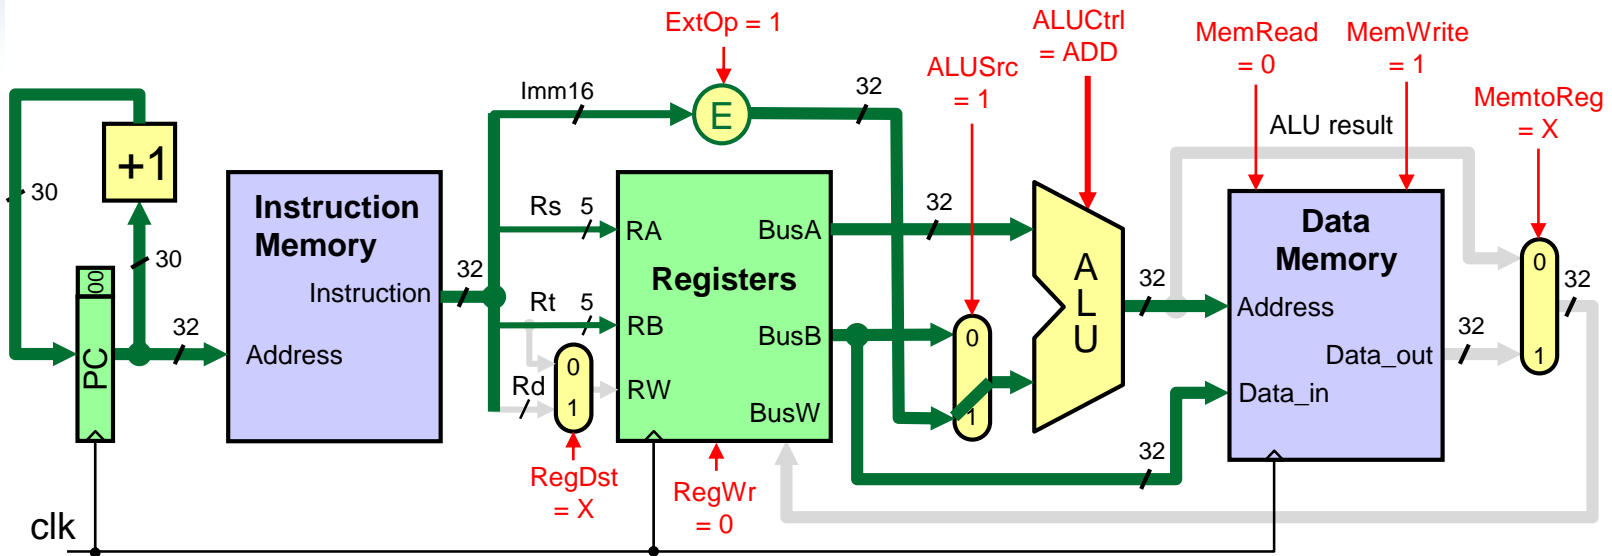 ExtOp = 1
ALUCtrl
= ADD
MemRead
= 0
MemWrite
= 1
ALUSrc
= 1
MemtoReg
= X
Imm16
32
E
ALU result
+1
30
30
Instruction
Memory
Instruction
Address
32
32
00
PC
Rs
5
Rt
5
Rd
0
1
RegDst
= X
RA
RB
RW
Registers
BusA
BusB
BusW
RegWr
= 0
32
0
1
A
L
U
32
32
Data
Memory
Address
Data_out
Data_in
32
0
1
32
clk